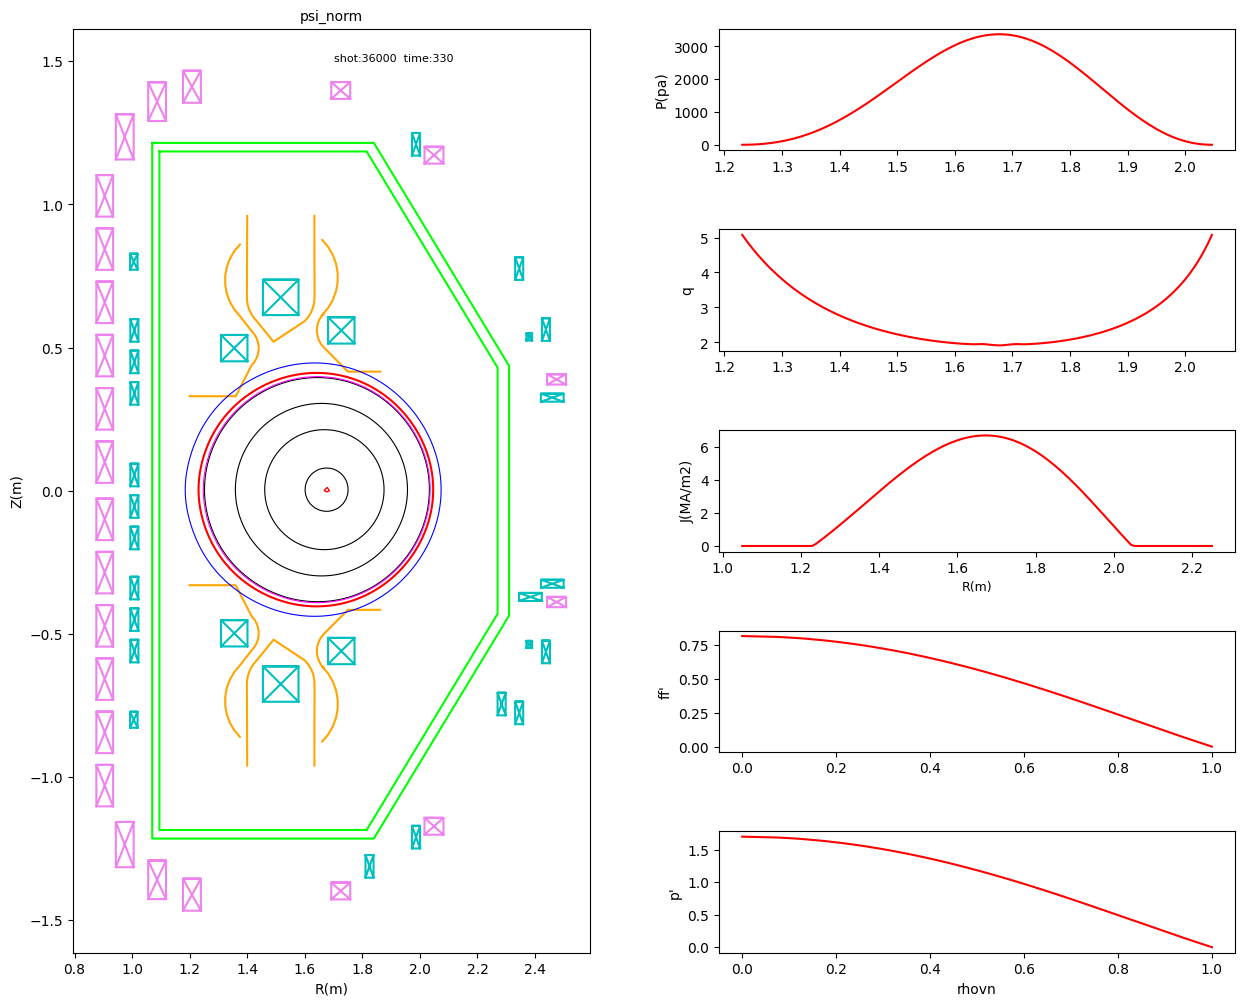 psi_norm
shot:36000 time:330
1.5
1.0
0.5
0.0
−0.5
−1.0
−1.5
Z(m)
0.8 1.0 1.2 1.4 1.6 1.8 2.0 2.2 2.4
R(m)
3000
2000
1000
0
P(pa)
1.2 1.3 1.4 1.5 1.6 1.7 1.8 1.9 2.0
5
4
3
2
q
1.2 1.3 1.4 1.5 1.6 1.7 1.8 1.9 2.0
6
4
2
0
J(MA/m2)
1.0 1.2 1.4 1.6 1.8 2.0 2.2
R(m)
0.75
0.50
0.25
0.00
ff'
0.0 0.2 0.4 0.6 0.8 1.0
1.5
1.0
0.5
0.0
p'
0.0 0.2 0.4 0.6 0.8 1.0
rhovn